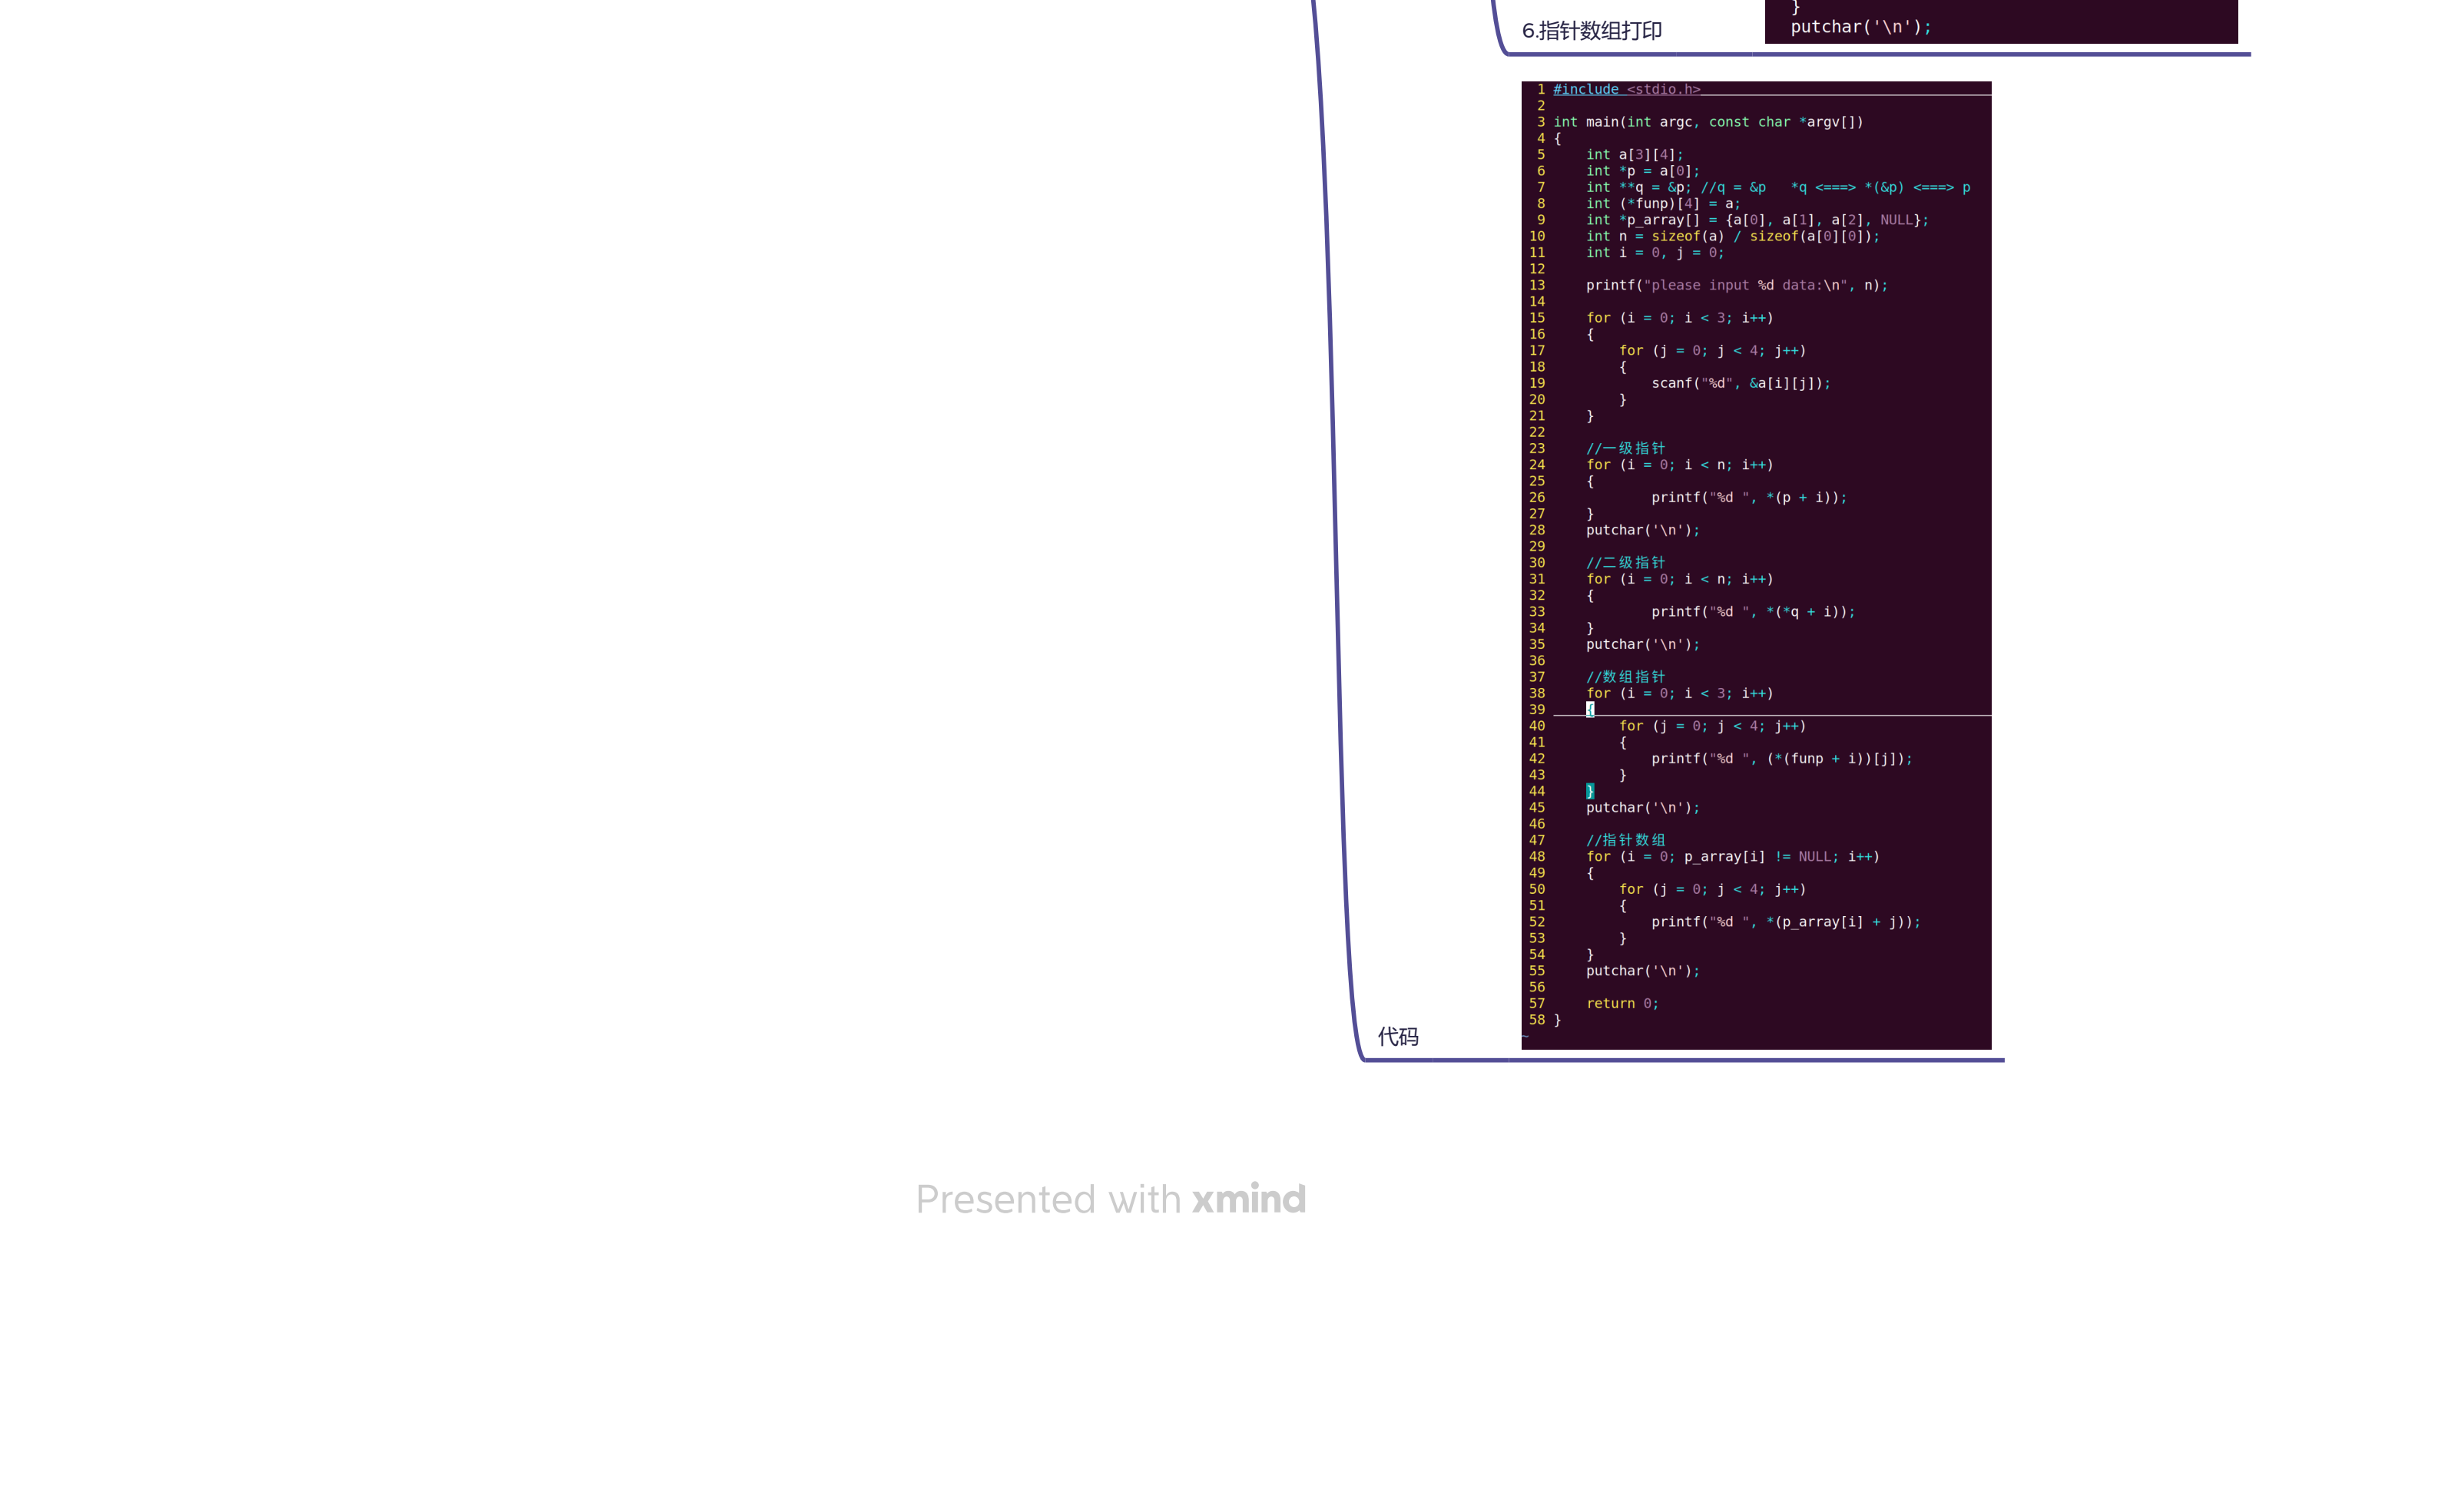 }
putchar('\n');
6.指针数组打印
1 #include <stdio.h>
2
3 int main(int argc, const char *argv[])
4 {
5     int a[3][4];
6     int *p = a[0];
7     int **q = &p; //q = &p   *q <===> *(&p) <===> p
8     int (*funp)[4] = a;
9     int *p_array[] = {a[0], a[1], a[2], NULL};
10     int n = sizeof(a) / sizeof(a[0][0]);
11     int i = 0, j = 0;
12
13     printf("please input %d data:\n", n);
14
15     for (i = 0; i < 3; i++)
16     {
17         for (j = 0; j < 4; j++)
18         {
19             scanf("%d", &a[i][j]);
20         }
21     }
22
23     //一级指针
24     for (i = 0; i < n; i++)
25     {
26             printf("%d ", *(p + i));
27     }
28     putchar('\n');
29
30     //二级指针
31     for (i = 0; i < n; i++)
32     {
33             printf("%d ", *(*q + i));
34     }
35     putchar('\n');
36
37     //数组指针
38     for (i = 0; i < 3; i++)
39     {
40         for (j = 0; j < 4; j++)
41         {
42             printf("%d ", (*(funp + i))[j]);
43         }
44     }
45     putchar('\n');
46
47     //指针数组
48     for (i = 0; p_array[i] != NULL; i++)
49     {
50         for (j = 0; j < 4; j++)
51         {
52             printf("%d ", *(p_array[i] + j));
53         }
54     }
55     putchar('\n');
56
57     return 0;
58 }
~
代码
Presented with xmind